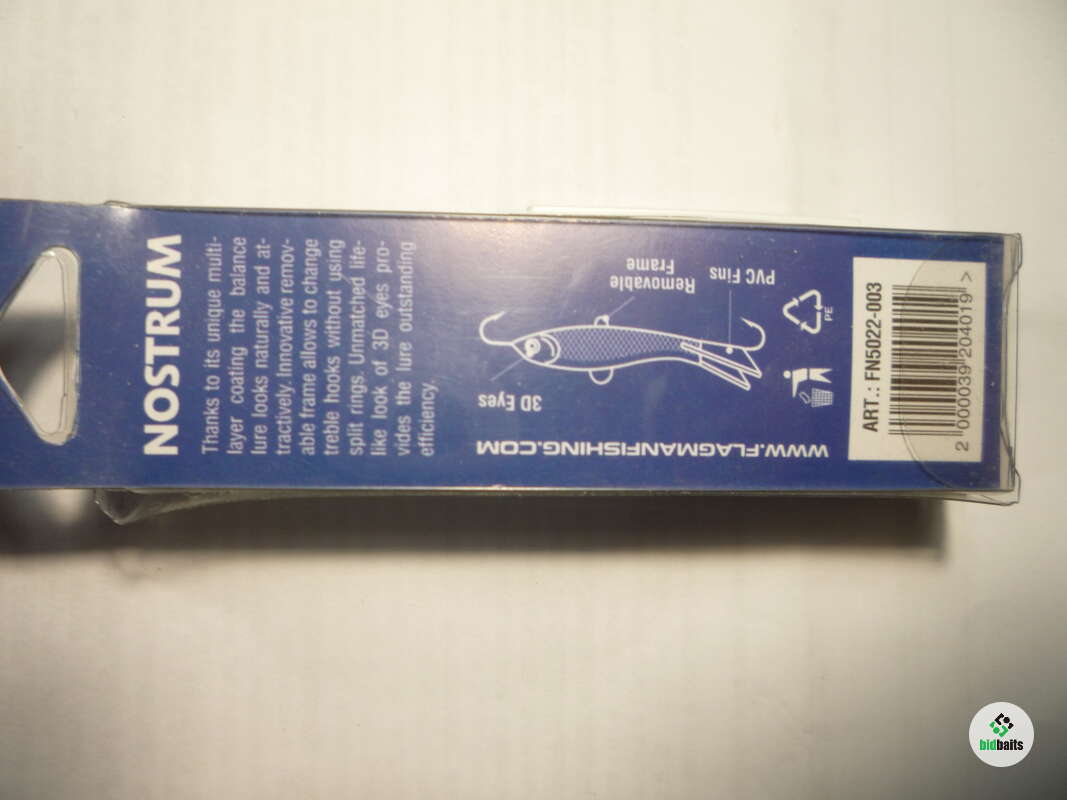 NOSTRUM
Thanks to its unique multi-
layer coating the balance
lure looks naturally and at-
tractively. Innovative remov-
able frame allows to change
treble hooks without using
split rings. Unmatched life-
like look of 3D eyes pro-
vides the lure outstanding
efficiency.
3D Eyes
Removable
Frame
PVC Fins
WWW.FLAGMANFISHING.COM
PE
ART.: FN5022-003
2 000039 204019 >
bidbaits